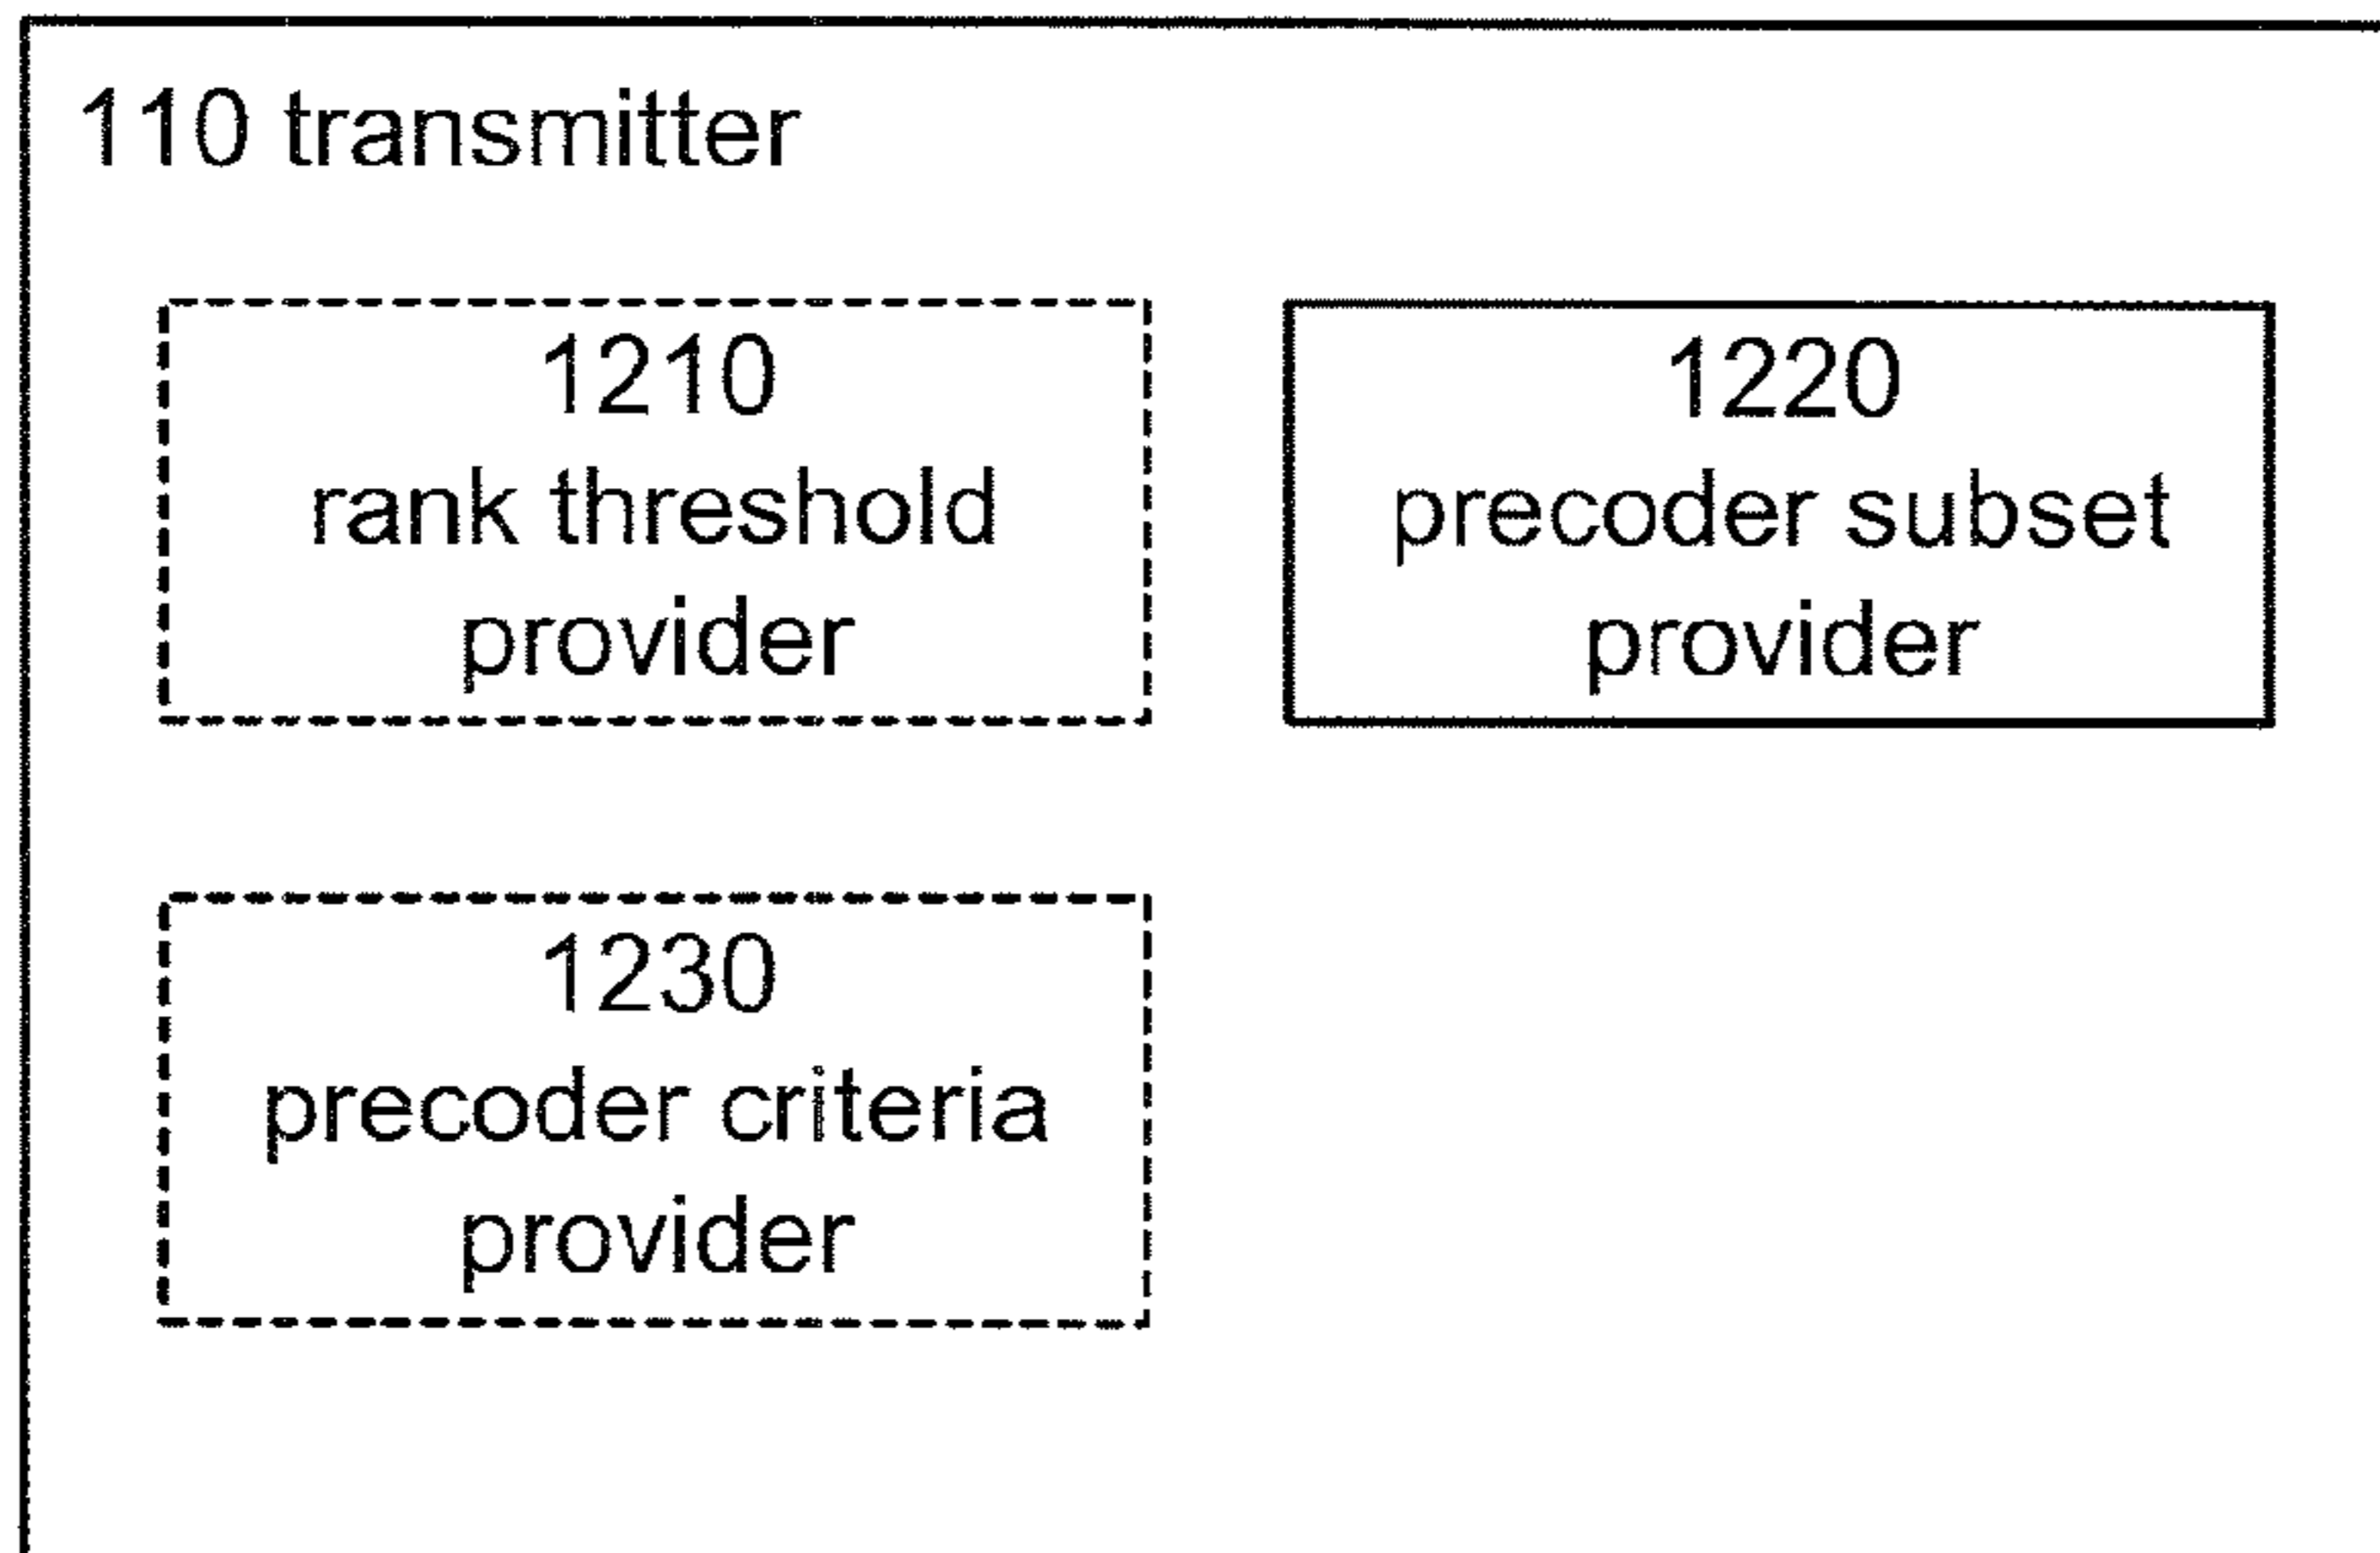 110 transmitter
1210
rank threshold
provider
1220
precoder subset
provider
1230
precoder criteria
provider